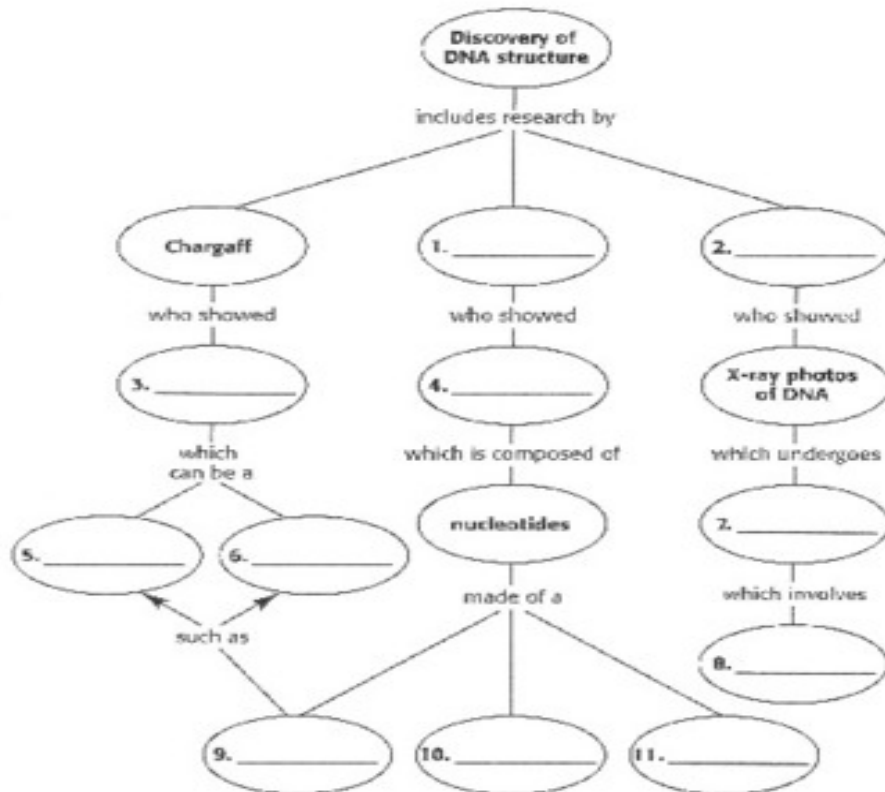 Discovery of
DNA structure
includes research by
Chargaff
1. ____________
2. ____________
who showed
who showed
who showed
3. ____________
4. ____________
X-ray photos
of DNA
which
can be a
which is composed of
which undergoes
5. ____________
6. ____________
nucleotides
7. ____________
such as
made of a
which involves
8. ____________
9. ____________
10. ____________
11. ____________